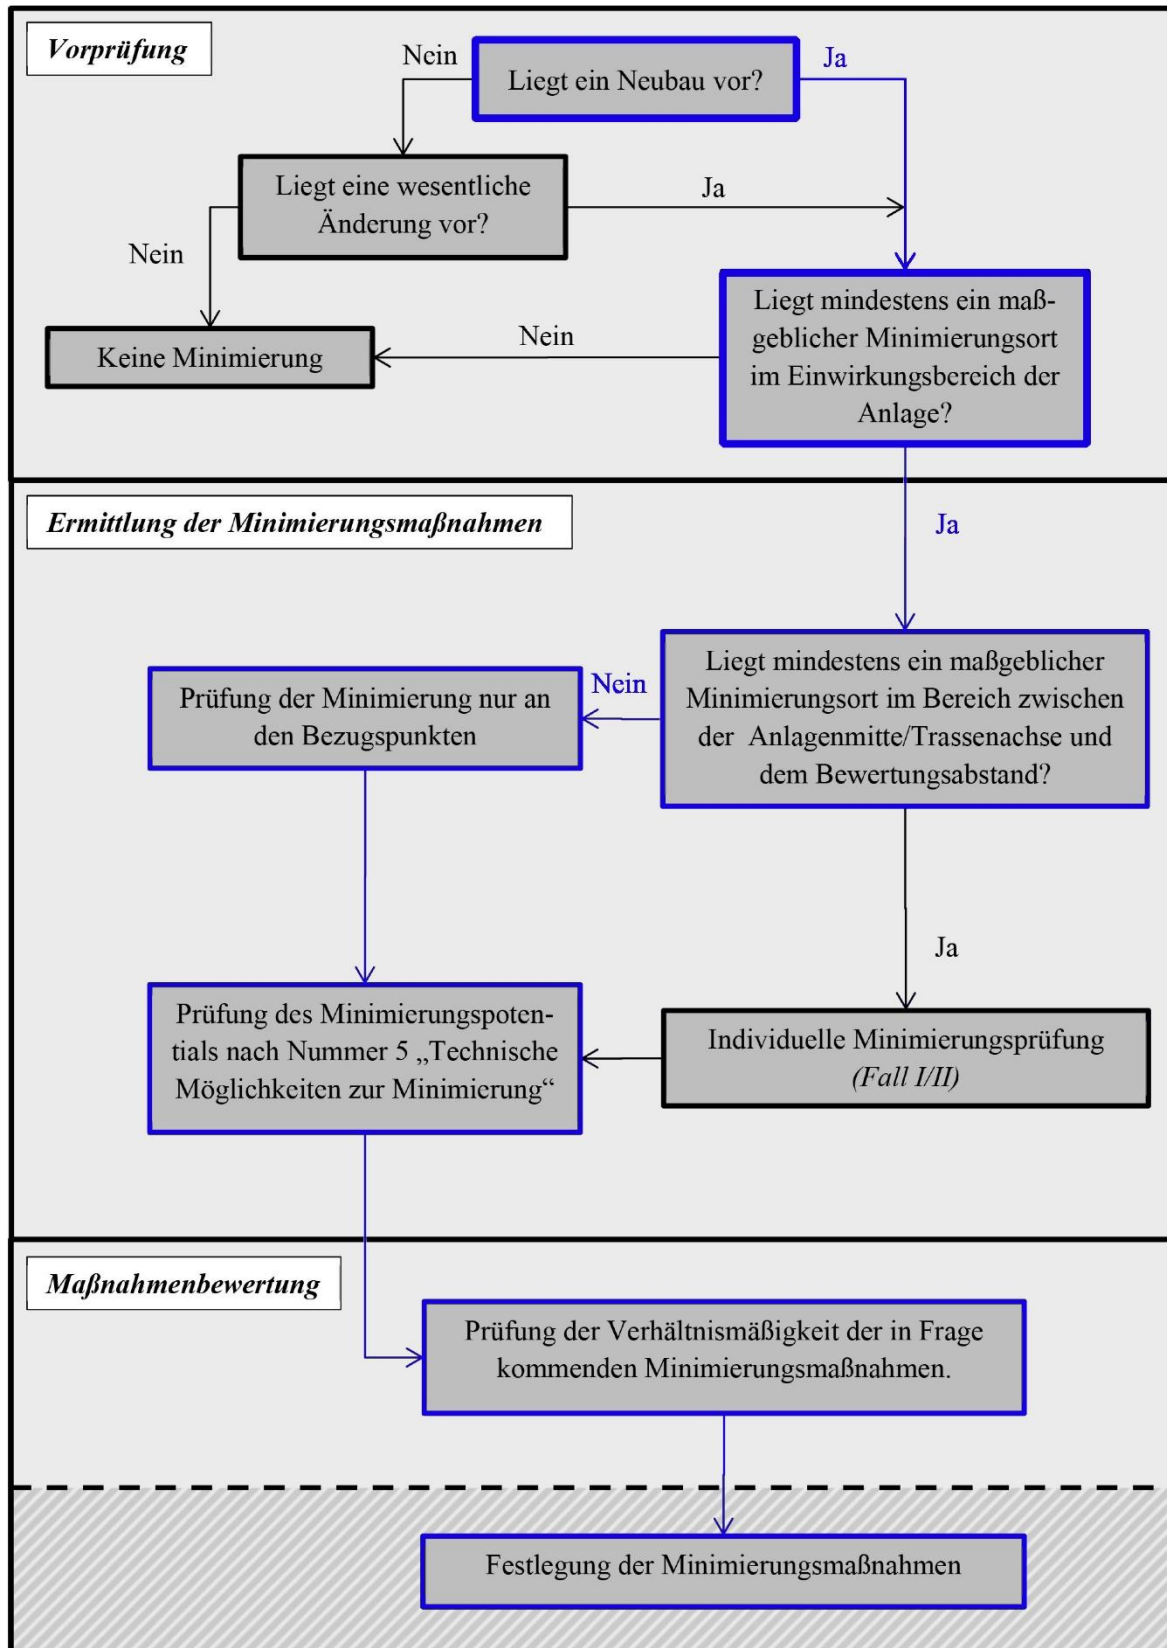 Vorprüfung
Nein
Liegt ein Neubau vor?
Ja
Liegt eine wesentliche
Änderung vor?
Ja
Nein
Liegt mindestens ein maß-
geblicher Minimierungsort
im Einwirkungsbereich der
Anlage?
Nein
Keine Minimierung
Ermittlung der Minimierungsmaßnahmen
Ja
Liegt mindestens ein maßgeblicher
Minimierungsort im Bereich zwischen
der Anlagenmitte/Trassenachse und
dem Bewertungsabstand?
Nein
Prüfung der Minimierung nur an
den Bezugspunkten
Ja
Prüfung des Minimierungspoten-
tials nach Nummer 5 „Technische
Möglichkeiten zur Minimierung“
Individuelle Minimierungsprüfung
(Fall I/II)
Maßnahmenbewertung
Prüfung der Verhältnismäßigkeit der in Frage
kommenden Minimierungsmaßnahmen.
Festlegung der Minimierungsmaßnahmen